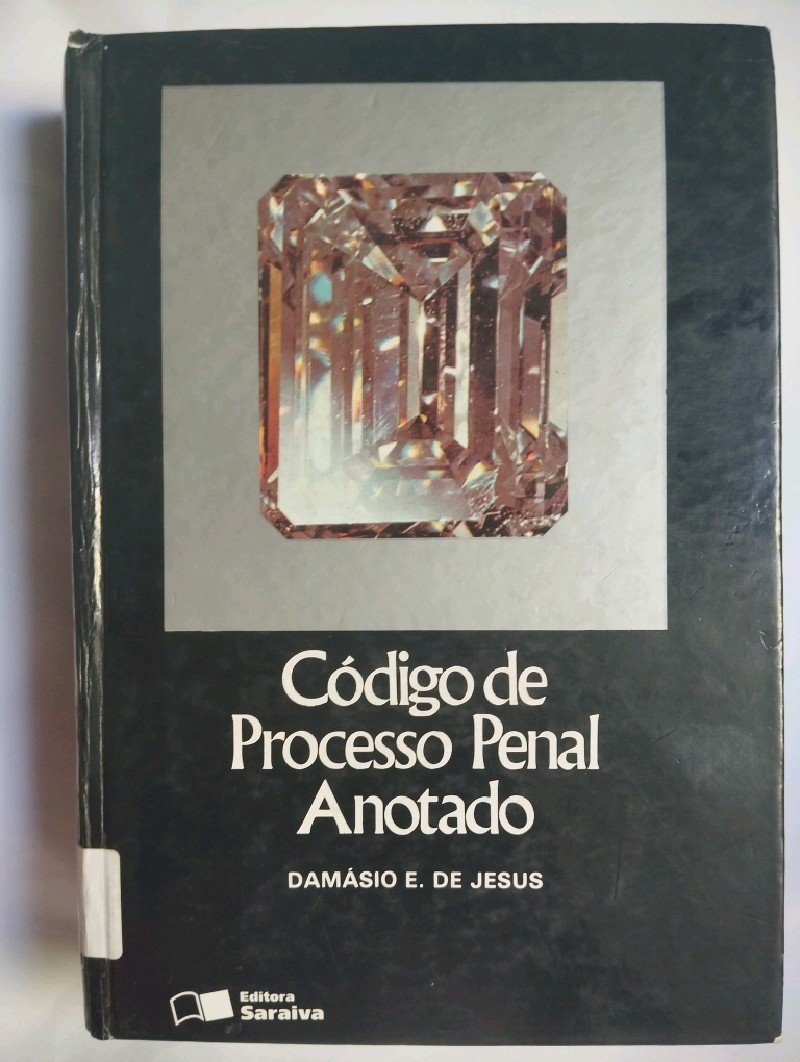 Código de
Processo Penal
Anotado
DAMÁSIO E. DE JESUS
Editora
Saraiva